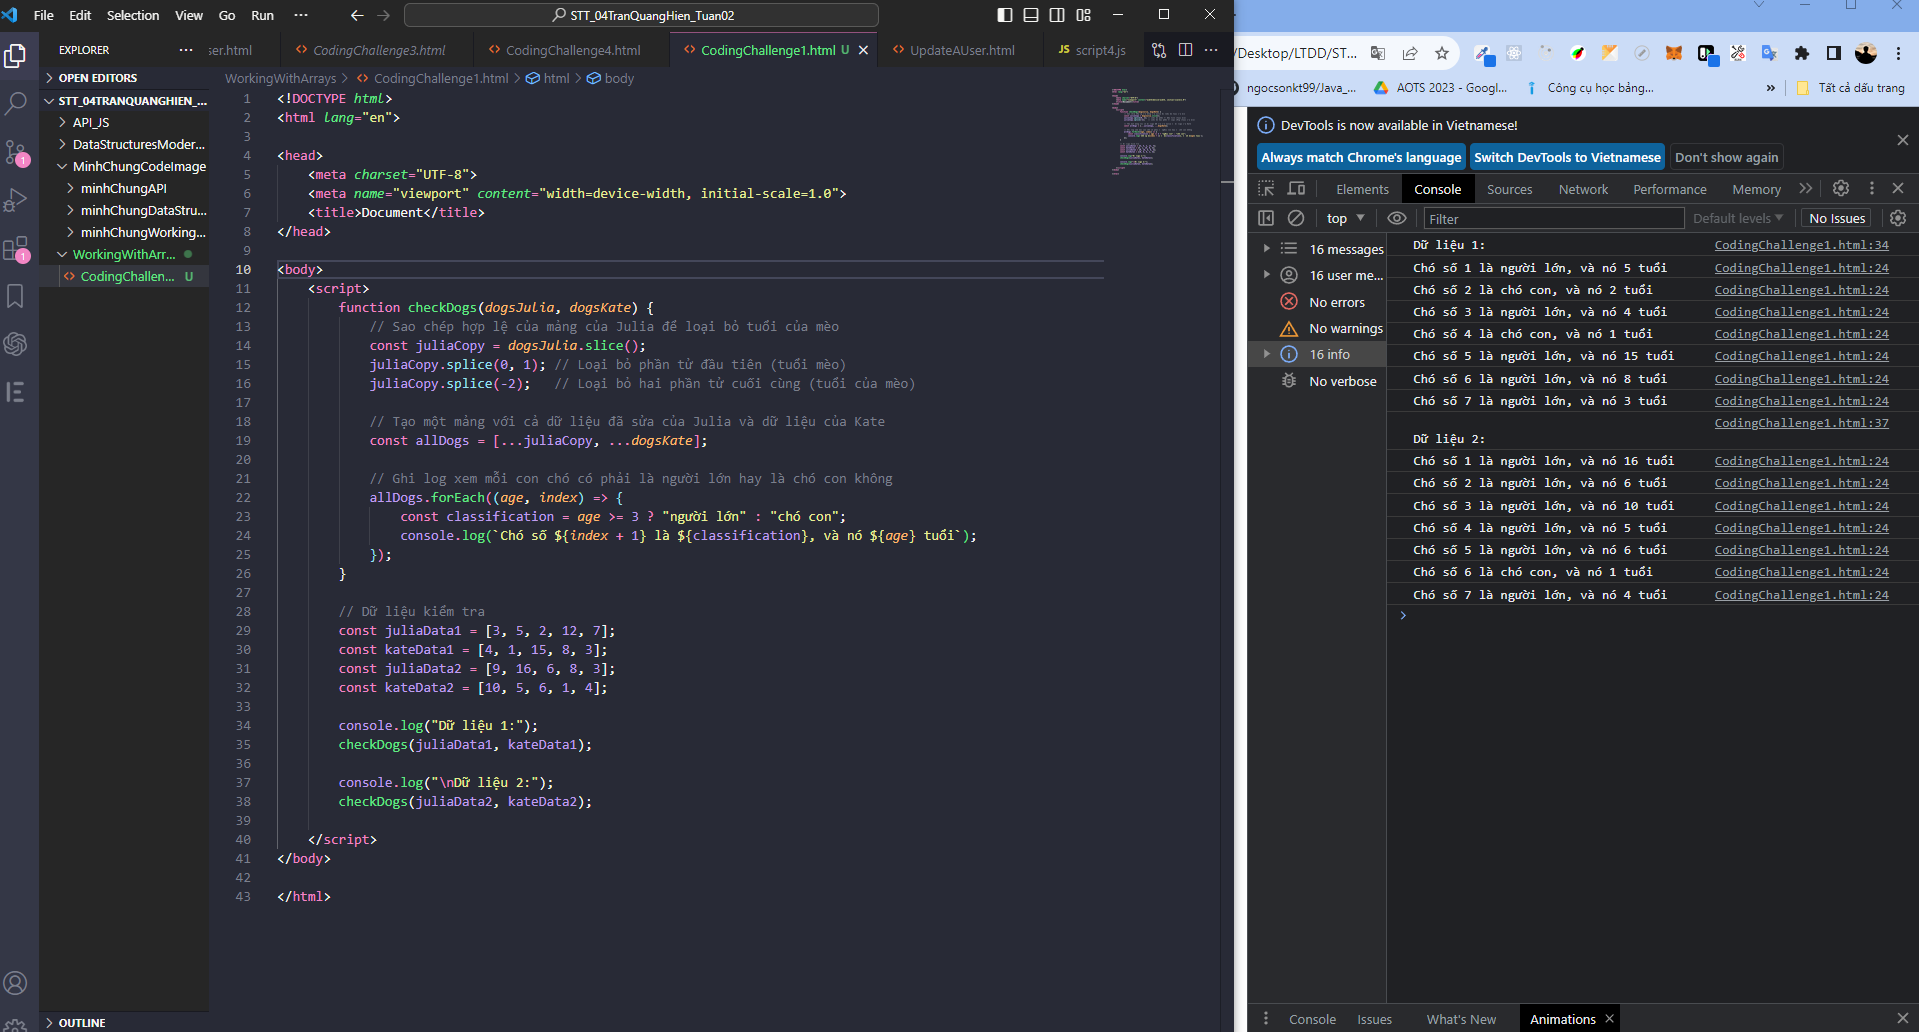 File Edit Selection View Go Run ··· STT_04TranQuangHien_Tuan02
EXPLORER ··· ser.html CodingChallenge3.html CodingChallenge4.html CodingChallenge1.html U UpdateAUser.html JS script4.js ···
OPEN EDITORS
STT_04TRANQUANGHIEN_...
API_JS
DataStructuresModer...
MinhChungCodeImage
minhChungAPI
minhChungDataStru...
minhChungWorking...
WorkingWithArr...
CodingChallen... U
OUTLINE
1
1
WorkingWithArrays > CodingChallenge1.html > html > body
1 <!DOCTYPE html>
2 <html lang="en">
3
4 <head>
5 <meta charset="UTF-8">
6 <meta name="viewport" content="width=device-width, initial-scale=1.0">
7 <title>Document</title>
8 </head>
9
10 <body>
11 <script>
12 function checkDogs(dogsJulia, dogsKate) {
13 // Sao chép hợp lệ của mảng của Julia để loại bỏ tuổi của mèo
14 const juliaCopy = dogsJulia.slice();
15 juliaCopy.splice(0, 1); // Loại bỏ phần tử đầu tiên (tuổi mèo)
16 juliaCopy.splice(-2); // Loại bỏ hai phần tử cuối cùng (tuổi của mèo)
17
18 // Tạo một mảng với cả dữ liệu đã sửa của Julia và dữ liệu của Kate
19 const allDogs = [...juliaCopy, ...dogsKate];
20
21 // Ghi log xem mỗi con chó có phải là người lớn hay là chó con không
22 allDogs.forEach((age, index) => {
23 const classification = age >= 3 ? "người lớn" : "chó con";
24 console.log(`Chó số ${index + 1} là ${classification}, và nó ${age} tuổi`);
25 });
26 }
27
28 // Dữ liệu kiểm tra
29 const juliaData1 = [3, 5, 2, 12, 7];
30 const kateData1 = [4, 1, 15, 8, 3];
31 const juliaData2 = [9, 16, 6, 8, 3];
32 const kateData2 = [10, 5, 6, 1, 4];
33
34 console.log("Dữ liệu 1:");
35 checkDogs(juliaData1, kateData1);
36
37 console.log("\nDữ liệu 2:");
38 checkDogs(juliaData2, kateData2);
39
40 </script>
41 </body>
42
43 </html>
/Desktop/LTDD/ST...
ngocsonkt99/Java_... AOTS 2023 - Googl... Công cụ học bảng... » Tất cả dấu trang
DevTools is now available in Vietnamese!
Always match Chrome's language Switch DevTools to Vietnamese Don't show again
Elements Console Sources Network Performance Memory
top Filter Default levels No Issues
16 messages
16 user me...
No errors
No warnings
16 info
No verbose
Dữ liệu 1: CodingChallenge1.html:34
Chó số 1 là người lớn, và nó 5 tuổi CodingChallenge1.html:24
Chó số 2 là chó con, và nó 2 tuổi CodingChallenge1.html:24
Chó số 3 là người lớn, và nó 4 tuổi CodingChallenge1.html:24
Chó số 4 là chó con, và nó 1 tuổi CodingChallenge1.html:24
Chó số 5 là người lớn, và nó 15 tuổi CodingChallenge1.html:24
Chó số 6 là người lớn, và nó 8 tuổi CodingChallenge1.html:24
Chó số 7 là người lớn, và nó 3 tuổi CodingChallenge1.html:24
CodingChallenge1.html:37
Dữ liệu 2:
Chó số 1 là người lớn, và nó 16 tuổi CodingChallenge1.html:24
Chó số 2 là người lớn, và nó 6 tuổi CodingChallenge1.html:24
Chó số 3 là người lớn, và nó 10 tuổi CodingChallenge1.html:24
Chó số 4 là người lớn, và nó 5 tuổi CodingChallenge1.html:24
Chó số 5 là người lớn, và nó 6 tuổi CodingChallenge1.html:24
Chó số 6 là chó con, và nó 1 tuổi CodingChallenge1.html:24
Chó số 7 là người lớn, và nó 4 tuổi CodingChallenge1.html:24
Console Issues What's New Animations